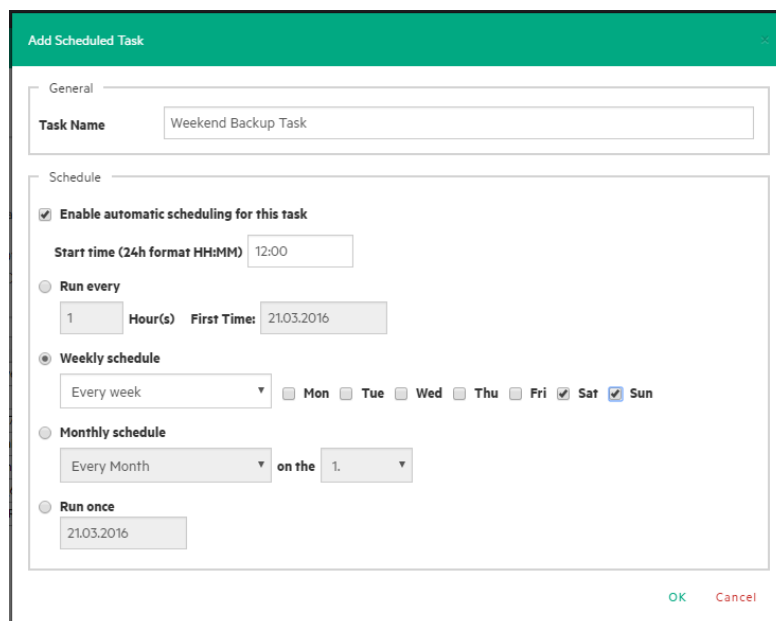 Add Scheduled Task
General
Task Name Weekend Backup Task
Schedule
Enable automatic scheduling for this task
Start time (24h format HH:MM) 12:00
Run every
1 Hour(s) First Time: 21.03.2016
Weekly schedule
Every week Mon Tue Wed Thu Fri Sat Sun
Monthly schedule
Every Month on the 1.
Run once
21.03.2016
OK Cancel